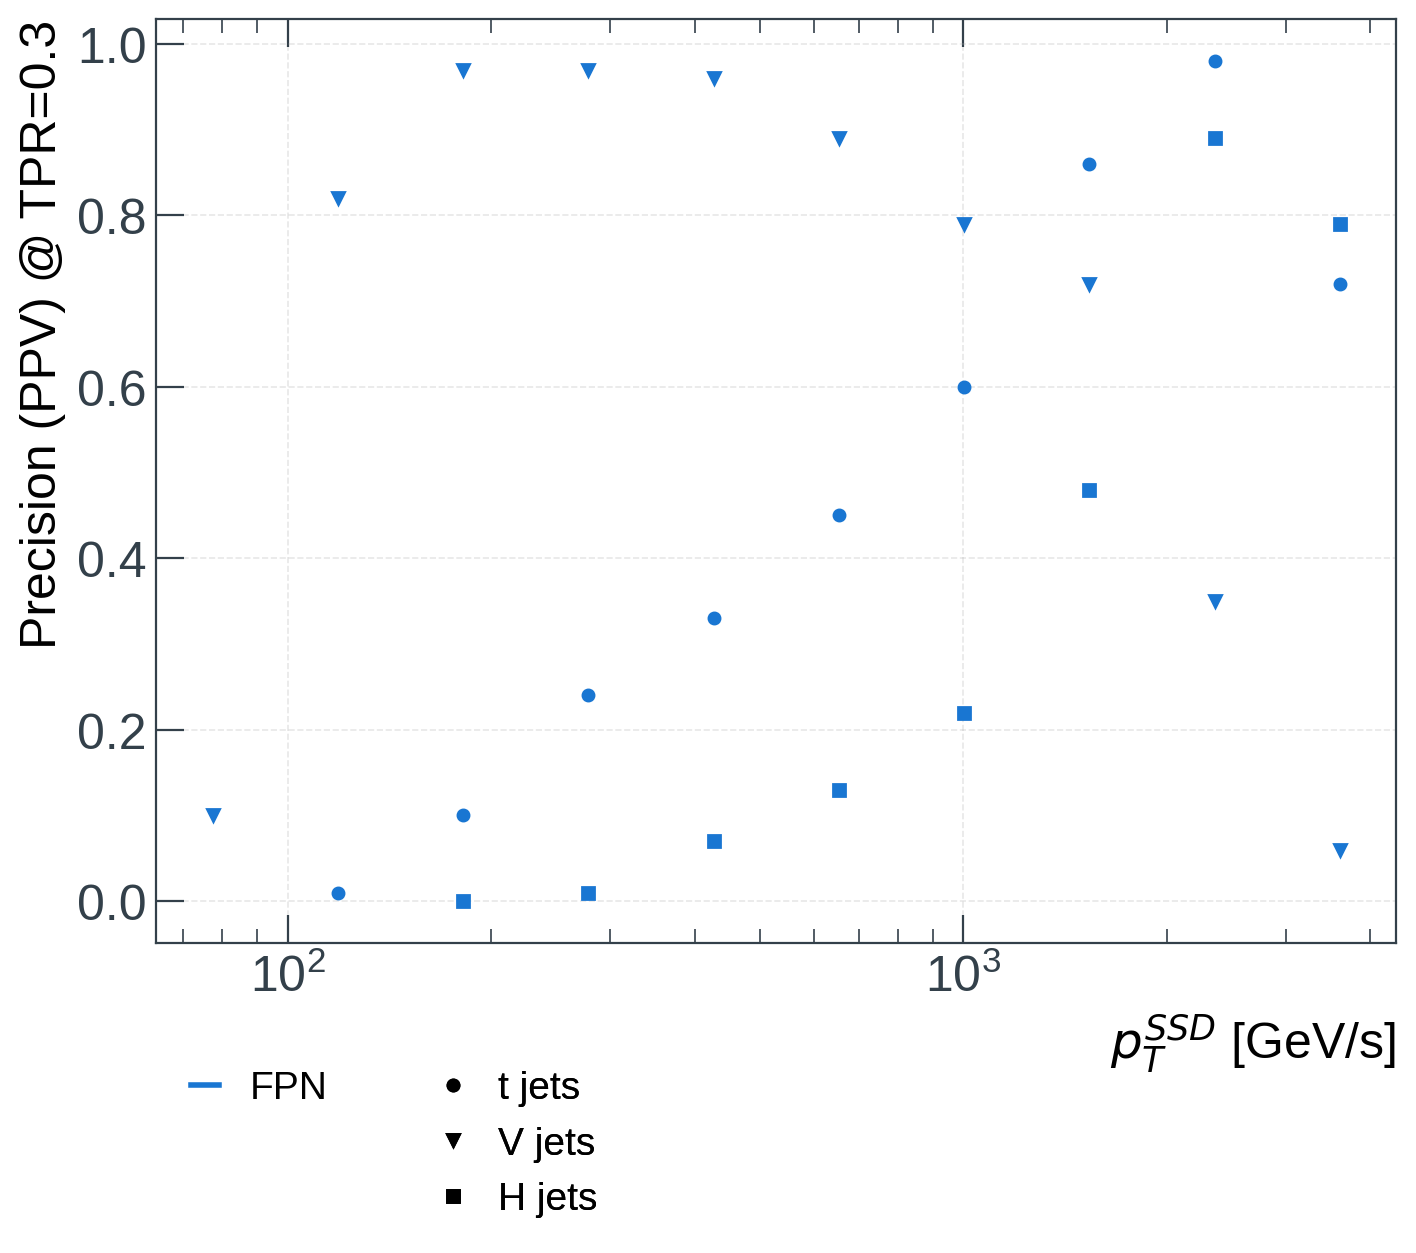 Precision (PPV) @ TPR=0.3
1.0
0.8
0.6
0.4
0.2
0.0
10² 10³
$p_T^{SSD}$ [GeV/s]
FPN
t jets
V jets
H jets